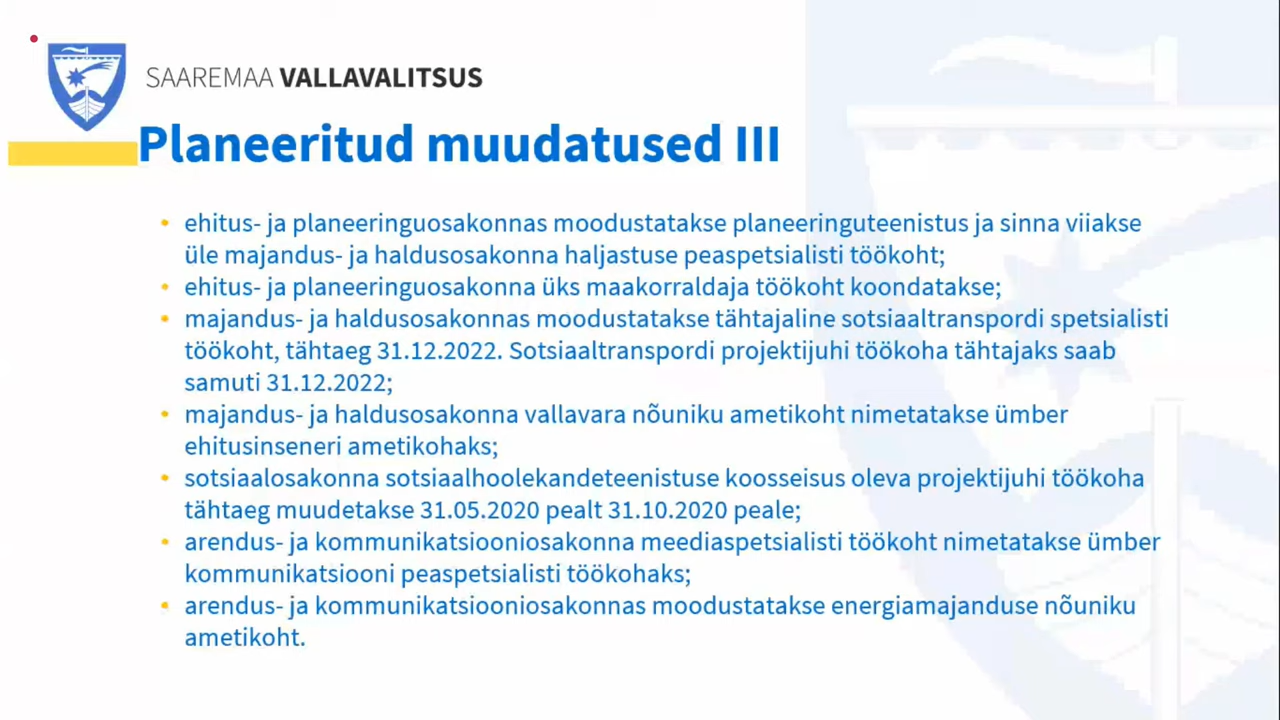 SAAREMAA VALLAVALITSUS
Planeeritud muudatused III
• ehitus- ja planeeringuosakonnas moodustatakse planeeringuteenistus ja sinna viiakse
üle majandus- ja haldusosakonna haljastuse peaspetsialisti töökoht;
• ehitus- ja planeeringuosakonna üks maakorraldaja töökoht koondatakse;
• majandus- ja haldusosakonnas moodustatakse tähtajaline sotsiaaltranspordi spetsialisti
töökoht, tähtaeg 31.12.2022. Sotsiaaltranspordi projektijuhi töökoha tähtajaks saab
samuti 31.12.2022;
• majandus- ja haldusosakonna vallavara nõuniku ametikoht nimetatakse ümber
ehitusinseneri ametikohaks;
• sotsiaalosakonna sotsiaalhoolekandeteenistuse koosseisus oleva projektijuhi töökoha
tähtaeg muudetakse 31.05.2020 pealt 31.10.2020 peale;
• arendus- ja kommunikatsiooniosakonna meediaspetsialisti töökoht nimetatakse ümber
kommunikatsiooni peaspetsialisti töökohaks;
• arendus- ja kommunikatsiooniosakonnas moodustatakse energiamajanduse nõuniku
ametikoht.